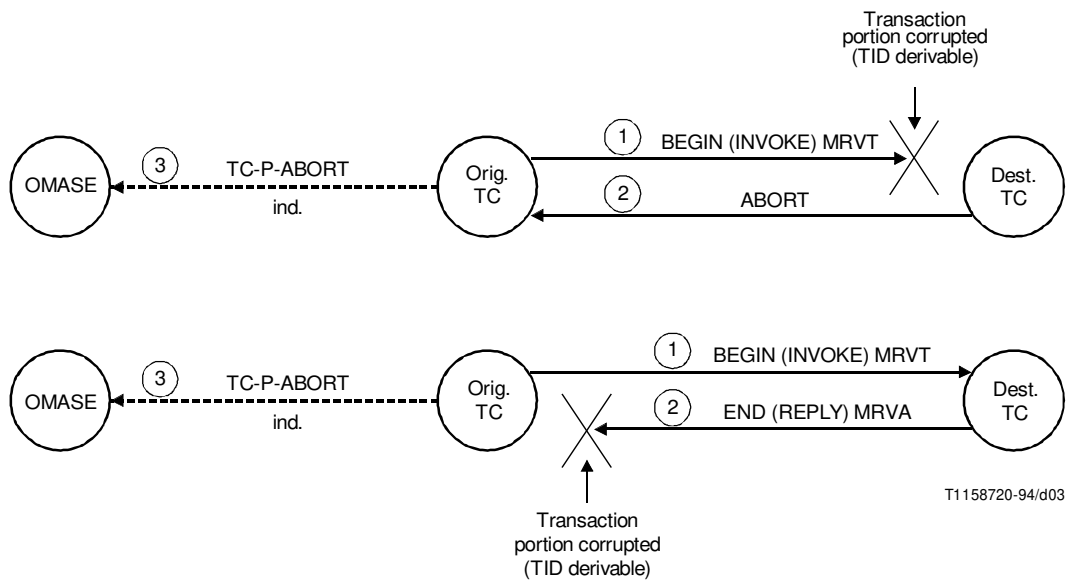 Transaction
portion corrupted
(TID derivable)
1
BEGIN (INVOKE) MRVT
3
TC-P-ABORT
OMASE
Orig.
TC
Dest.
TC
2
ABORT
ind.
1
BEGIN (INVOKE) MRVT
3
TC-P-ABORT
OMASE
Orig.
TC
Dest.
TC
2
END (REPLY) MRVA
ind.
T1158720-94/d03
Transaction
portion corrupted
(TID derivable)